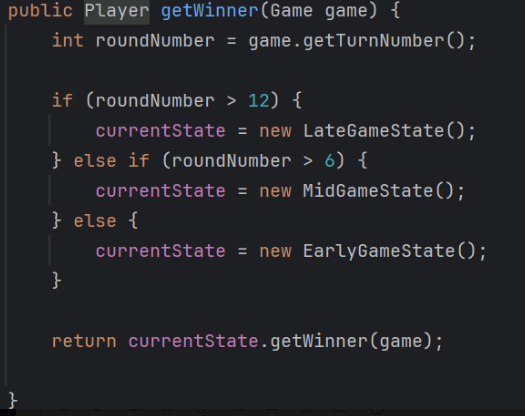 public Player getWinner(Game game) {
    int roundNumber = game.getTurnNumber();
    if (roundNumber > 12) {
        currentState = new LateGameState();
    } else if (roundNumber > 6) {
        currentState = new MidGameState();
    } else {
        currentState = new EarlyGameState();
    }
    return currentState.getWinner(game);
}